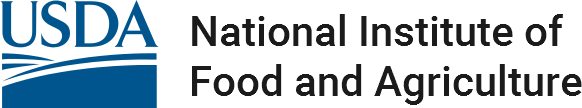 USDA
National Institute of
Food and Agriculture